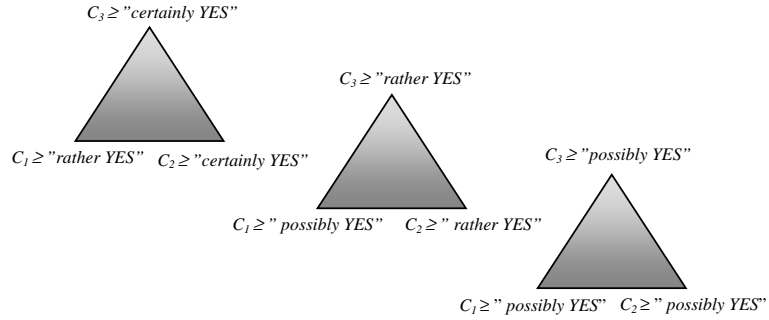 C3 ≥ ”certainly YES”
C1 ≥ ”rather YES” C2 ≥ ”certainly YES”
C3 ≥ ”rather YES”
C1 ≥ ” possibly YES” C2 ≥ ” rather YES”
C3 ≥ ”possibly YES”
C1 ≥ ” possibly YES” C2 ≥ ” possibly YES”